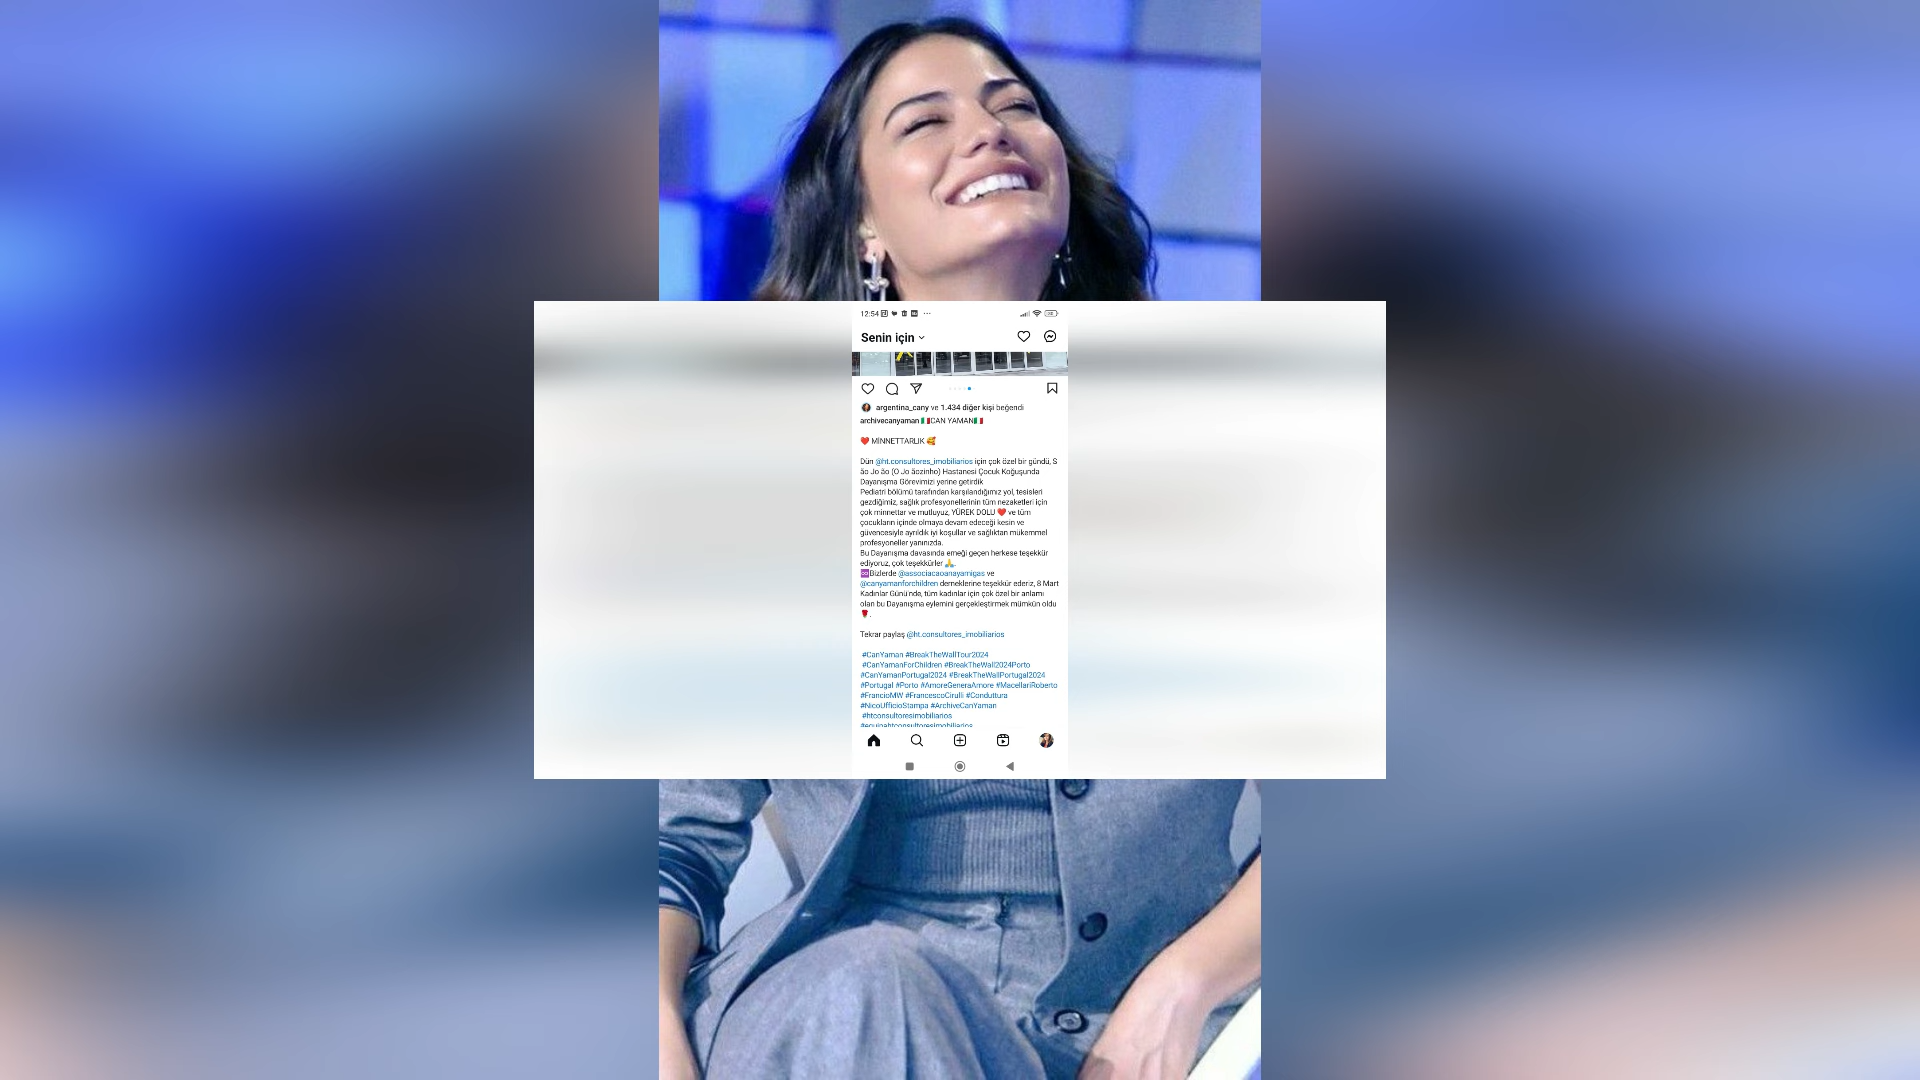 12:54
Senin için
argentina_cany ve 1.434 diğer kişi beğendi
archivecanyaman 🇮🇹CAN YAMAN🇮🇹
❤️ MİNNETTARLIK 🥰
Dün @ht.consultores_imobiliarios için çok özel bir gündü, S
ão Jo ão (O Jo ãozinho) Hastanesi Çocuk Koğuşunda
Dayanışma Görevimizi yerine getirdik
Pediatri bölümü tarafından karşılandığımız yol, tesisleri
gezdiğimiz, sağlık profesyonellerinin tüm nezaketleri için
çok minnettar ve mutluyuz, YÜREK DOLU ❤️ ve tüm
çocukların içinde olmaya devam edeceği kesin ve
güvencesiyle ayrıldık iyi koşullar ve sağlıktan mükemmel
profesyoneller yanınızda.
Bu Dayanışma davasında emeği geçen herkese teşekkür
ediyoruz, çok teşekkürler 🙏.
♾️Bizlerde @associacaoanayamigas ve
@canyamanforchildren derneklerine teşekkür ederiz, 8 Mart
Kadınlar Günü'nde, tüm kadınlar için çok özel bir anlamı
olan bu Dayanışma eylemini gerçekleştirmek mümkün oldu
🌹.
Tekrar paylaş @ht.consultores_imobiliarios
#CanYaman #BreakTheWallTour2024
#CanYamanForChildren #BreakTheWall2024Porto
#CanYamanPortugal2024 #BreakTheWallPortugal2024
#Portugal #Porto #AmoreGeneraAmore #MacellariRoberto
#FrancioMW #FrancescoCirulli #Conduttura
#NicoUfficioStampa #ArchiveCanYaman
#htconsultoresimobiliarios
#equipahtconsultoresimobiliarios